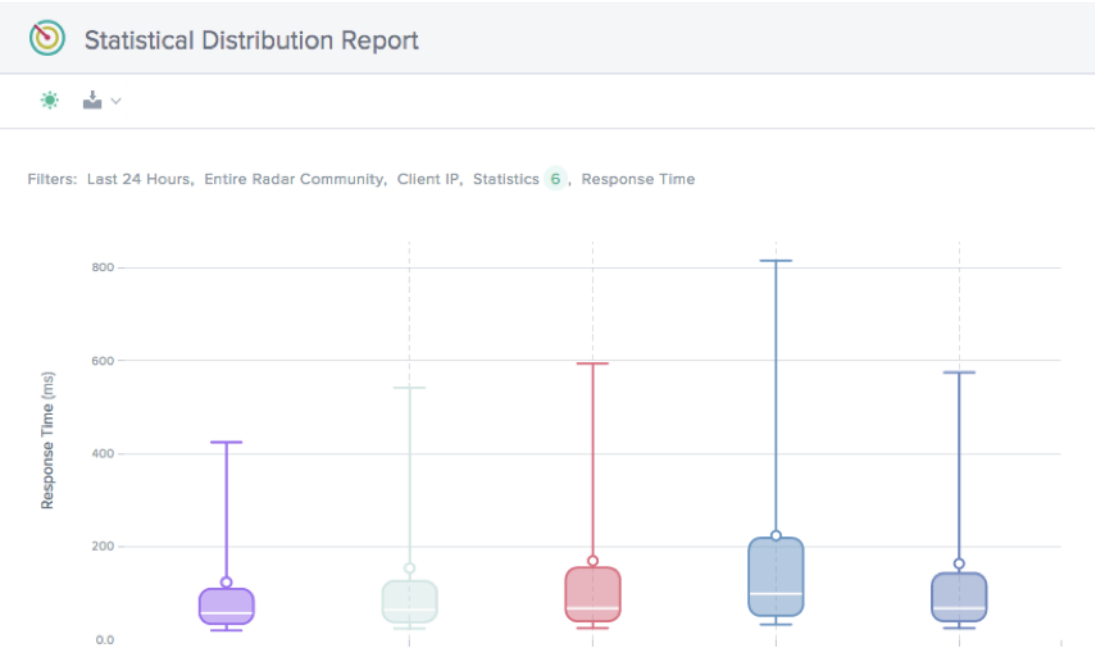 Statistical Distribution Report
Filters: Last 24 Hours, Entire Radar Community, Client IP, Statistics 6, Response Time
800
600
400
200
0.0
Response Time (ms)